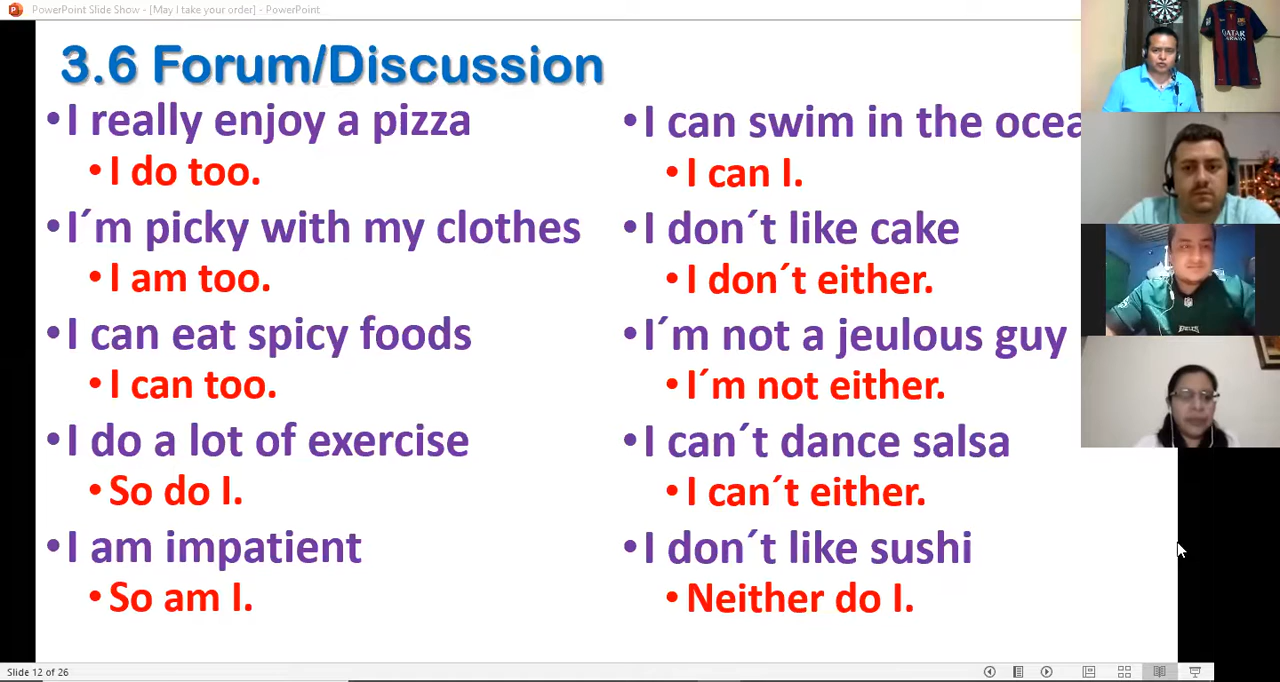 PowerPoint Slide Show - [May I take your order] - PowerPoint
3.6 Forum/Discussion
•I really enjoy a pizza
•I do too.
•I´m picky with my clothes
•I am too.
•I can eat spicy foods
•I can too.
•I do a lot of exercise
•So do I.
•I am impatient
•So am I.
•I can swim in the ocea
•I can I.
•I don´t like cake
•I don´t either.
•I´m not a jeulous guy
•I´m not either.
•I can´t dance salsa
•I can´t either.
•I don´t like sushi
•Neither do I.
QATAR
AIRWAYS
EAGLES
Slide 12 of 26